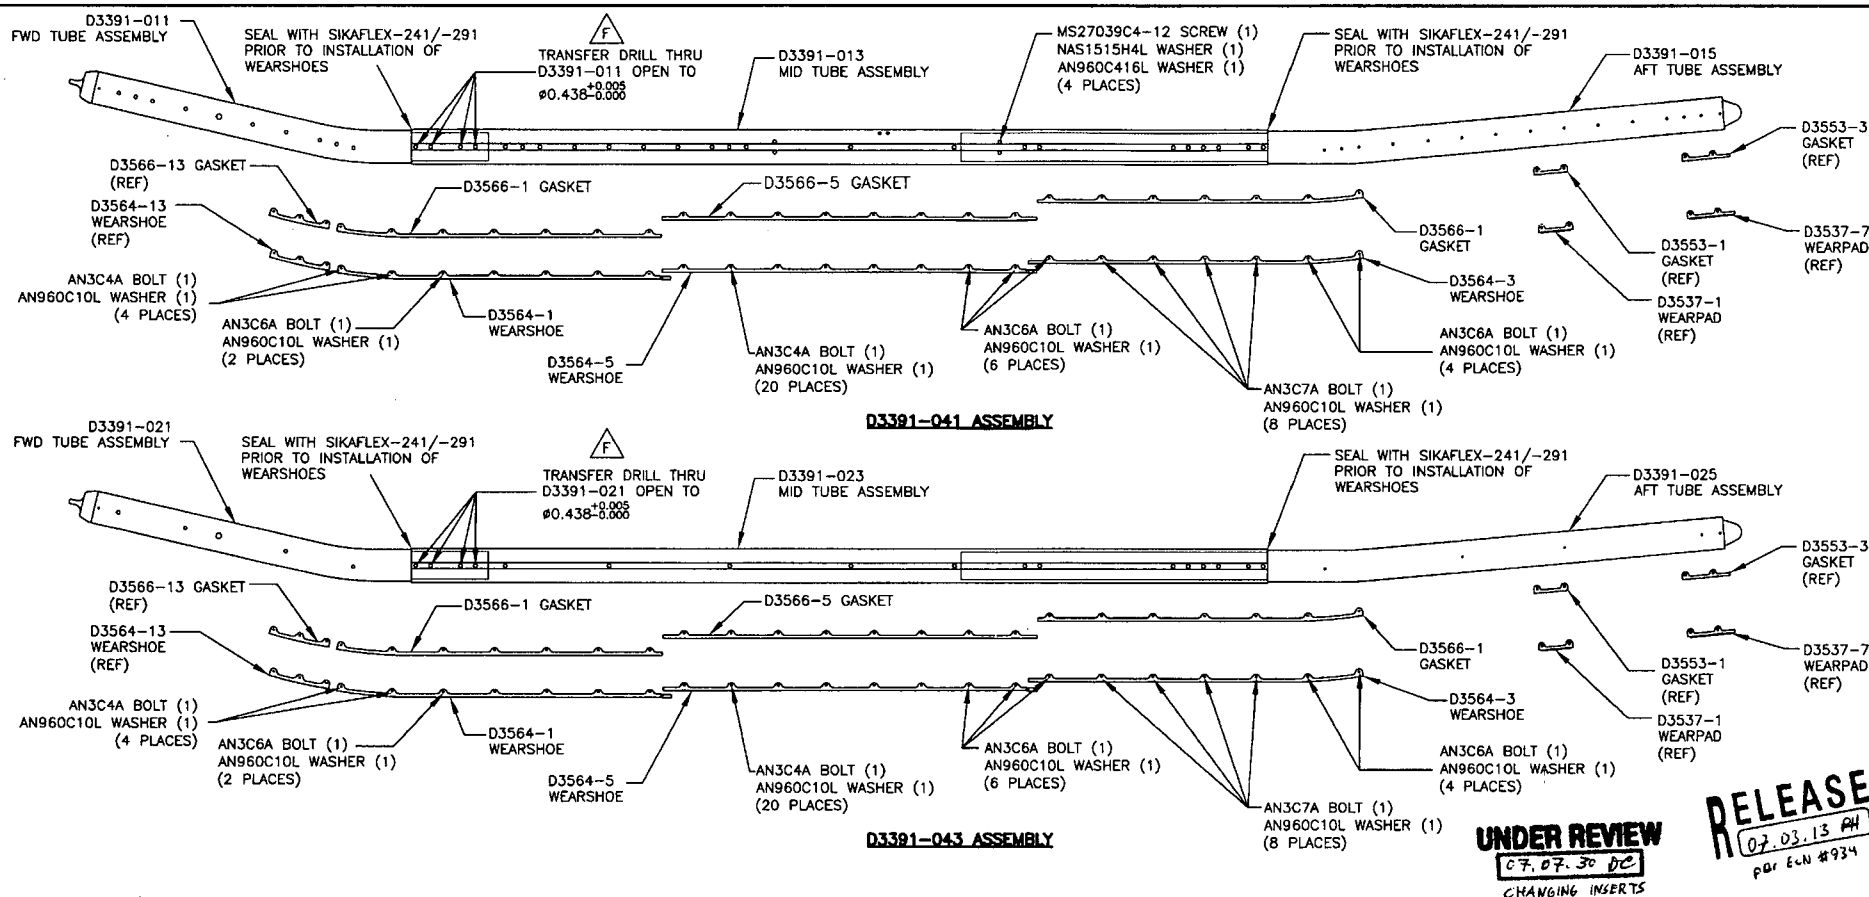 D3391-011
FWD TUBE ASSEMBLY
SEAL WITH SIKAFLEX-241/-291
PRIOR TO INSTALLATION OF
WEARSHOES
F
TRANSFER DRILL THRU
D3391-011 OPEN TO
ø0.438+0.005
-0.000
D3391-013
MID TUBE ASSEMBLY
MS27039C4-12 SCREW (1)
NAS1515H4L WASHER (1)
AN960C416L WASHER (1)
(4 PLACES)
SEAL WITH SIKAFLEX-241/-291
PRIOR TO INSTALLATION OF
WEARSHOES
D3391-015
AFT TUBE ASSEMBLY
D3553-3
GASKET
(REF)
D3566-13 GASKET
(REF)
D3566-1 GASKET
D3566-5 GASKET
D3564-13
WEARSHOE
(REF)
D3566-1
GASKET
D3553-1
GASKET
(REF)
D3537-7
WEARPAD
(REF)
AN3C4A BOLT (1)
AN960C10L WASHER (1)
(4 PLACES)
AN3C6A BOLT (1)
AN960C10L WASHER (1)
(2 PLACES)
D3564-1
WEARSHOE
D3564-5
WEARSHOE
AN3C4A BOLT (1)
AN960C10L WASHER (1)
(20 PLACES)
AN3C6A BOLT (1)
AN960C10L WASHER (1)
(6 PLACES)
D3564-3
WEARSHOE
D3537-1
WEARPAD
(REF)
AN3C6A BOLT (1)
AN960C10L WASHER (1)
(4 PLACES)
AN3C7A BOLT (1)
AN960C10L WASHER (1)
(8 PLACES)
D3391-041 ASSEMBLY
D3391-021
FWD TUBE ASSEMBLY
SEAL WITH SIKAFLEX-241/-291
PRIOR TO INSTALLATION OF
WEARSHOES
F
TRANSFER DRILL THRU
D3391-021 OPEN TO
ø0.438+0.005
-0.000
D3391-023
MID TUBE ASSEMBLY
SEAL WITH SIKAFLEX-241/-291
PRIOR TO INSTALLATION OF
WEARSHOES
D3391-025
AFT TUBE ASSEMBLY
D3553-3
GASKET
(REF)
D3566-13 GASKET
(REF)
D3566-1 GASKET
D3566-5 GASKET
D3564-13
WEARSHOE
(REF)
D3566-1
GASKET
D3553-1
GASKET
(REF)
D3537-7
WEARPAD
(REF)
AN3C4A BOLT (1)
AN960C10L WASHER (1)
(4 PLACES)
AN3C6A BOLT (1)
AN960C10L WASHER (1)
(2 PLACES)
D3564-1
WEARSHOE
D3564-5
WEARSHOE
AN3C4A BOLT (1)
AN960C10L WASHER (1)
(20 PLACES)
AN3C6A BOLT (1)
AN960C10L WASHER (1)
(6 PLACES)
D3564-3
WEARSHOE
D3537-1
WEARPAD
(REF)
AN3C6A BOLT (1)
AN960C10L WASHER (1)
(4 PLACES)
AN3C7A BOLT (1)
AN960C10L WASHER (1)
(8 PLACES)
D3391-043 ASSEMBLY
UNDER REVIEW
07.07.30 DC
CHANGING INSERTS
RELEASE
07.03.13 PH
per ECN #934